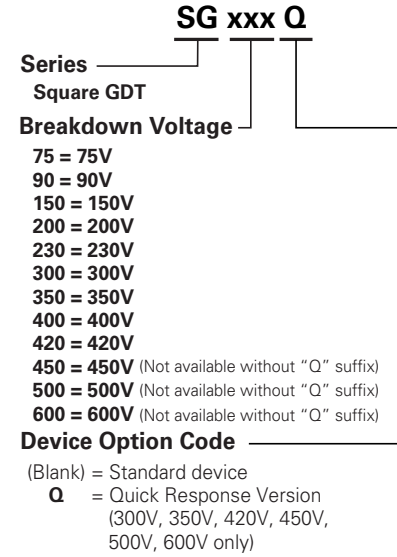 SG xxx Q
Series
Square GDT
Breakdown Voltage
75 = 75V
90 = 90V
150 = 150V
200 = 200V
230 = 230V
300 = 300V
350 = 350V
400 = 400V
420 = 420V
450 = 450V (Not available without “Q” suffix)
500 = 500V (Not available without “Q” suffix)
600 = 600V (Not available without “Q” suffix)
Device Option Code
(Blank) = Standard device
Q = Quick Response Version
(300V, 350V, 420V, 450V,
500V, 600V only)